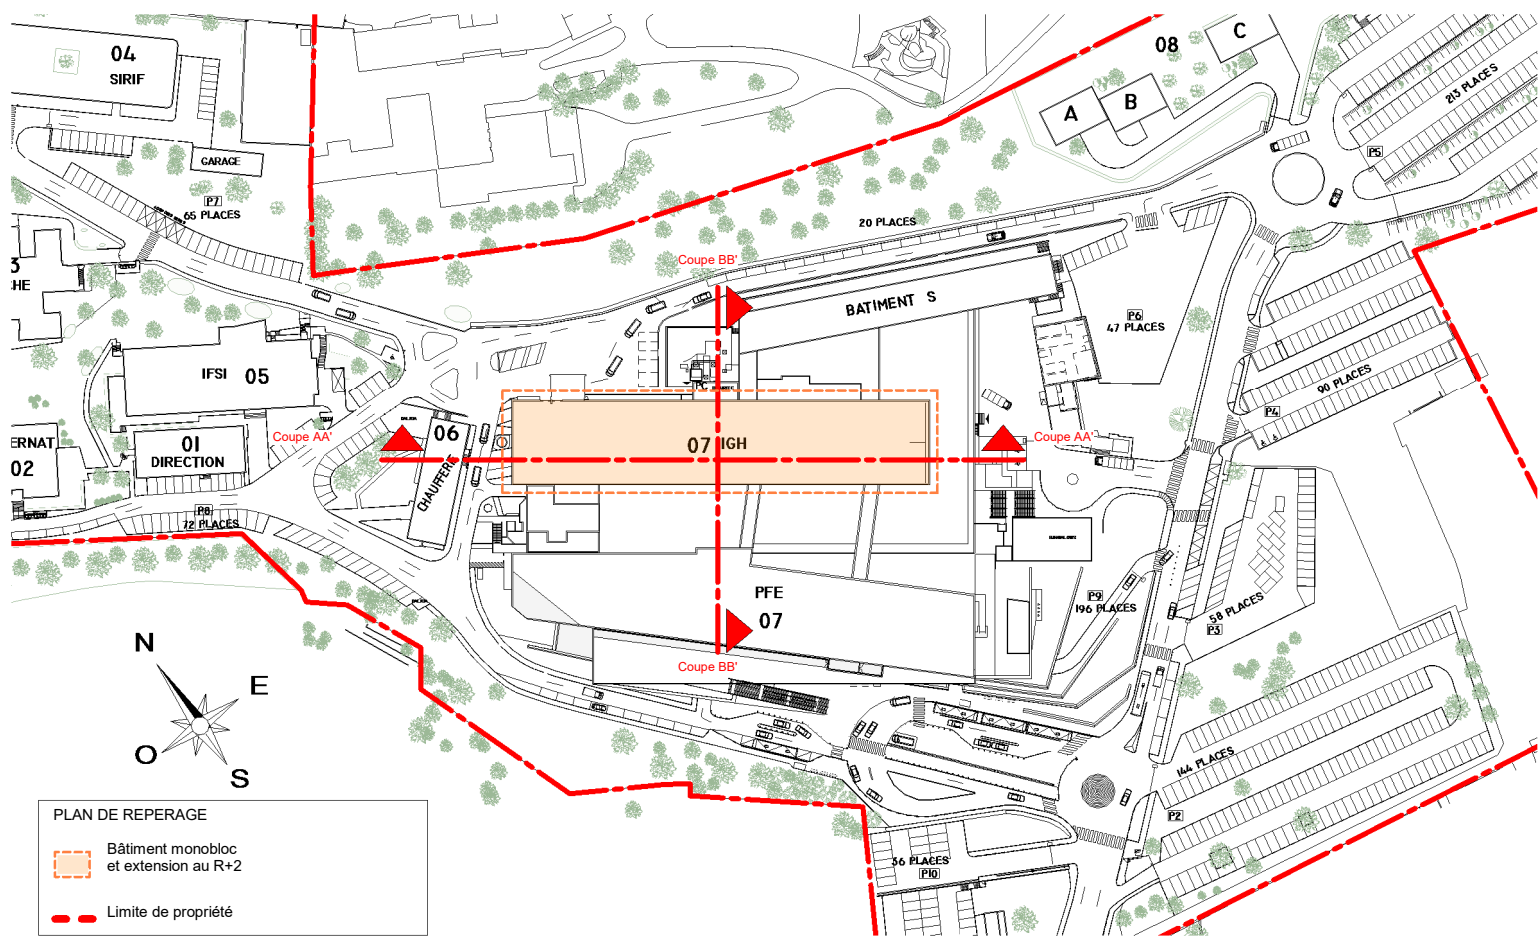 04
SIRIF
GARAGE
P7
65 PLACES
08
C
A
B
213 PLACES
P5
20 PLACES
Coupe BB'
BATIMENT S
P6
47 PLACES
3
HE
IFSI 05
90 PLACES
P4
ERNAT
02
01
DIRECTION
Coupe AA'
06
CHAUFFERIE
07 IGH
Coupe AA'
P8
72 PLACES
PFE
07
P9
196 PLACES
58 PLACES
P3
Coupe BB'
N
E
O
S
144 PLACES
P2
36 PLACES
P10
PLAN DE REPERAGE
Bâtiment monobloc
et extension au R+2
Limite de propriété